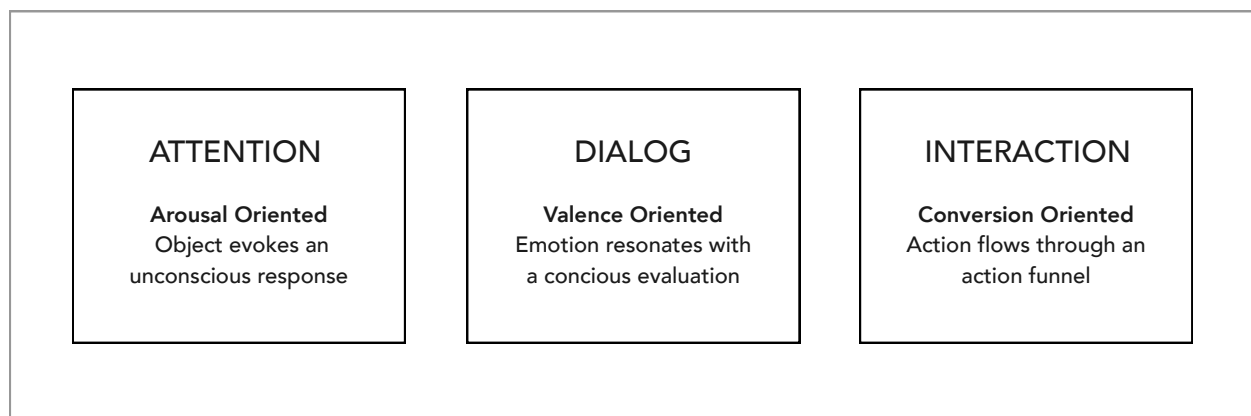 ATTENTION
Arousal Oriented
Object evokes an
unconscious response
DIALOG
Valence Oriented
Emotion resonates with
a concious evaluation
INTERACTION
Conversion Oriented
Action flows through an
action funnel